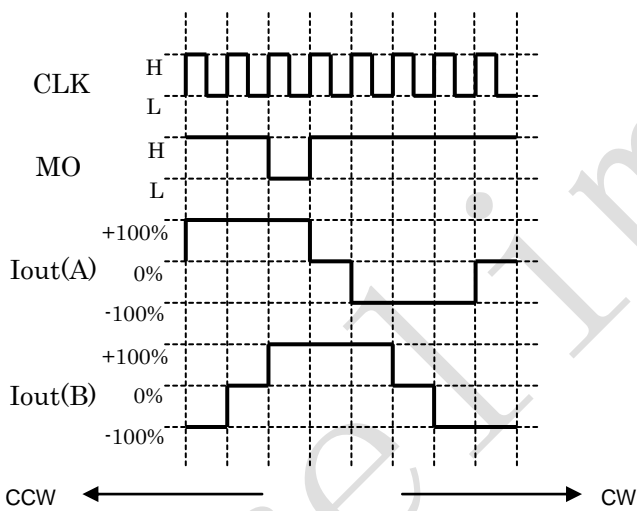 CLK
H
L
MO
H
L
Iout(A)
+100%
0%
-100%
Iout(B)
+100%
0%
-100%
CCW
CW